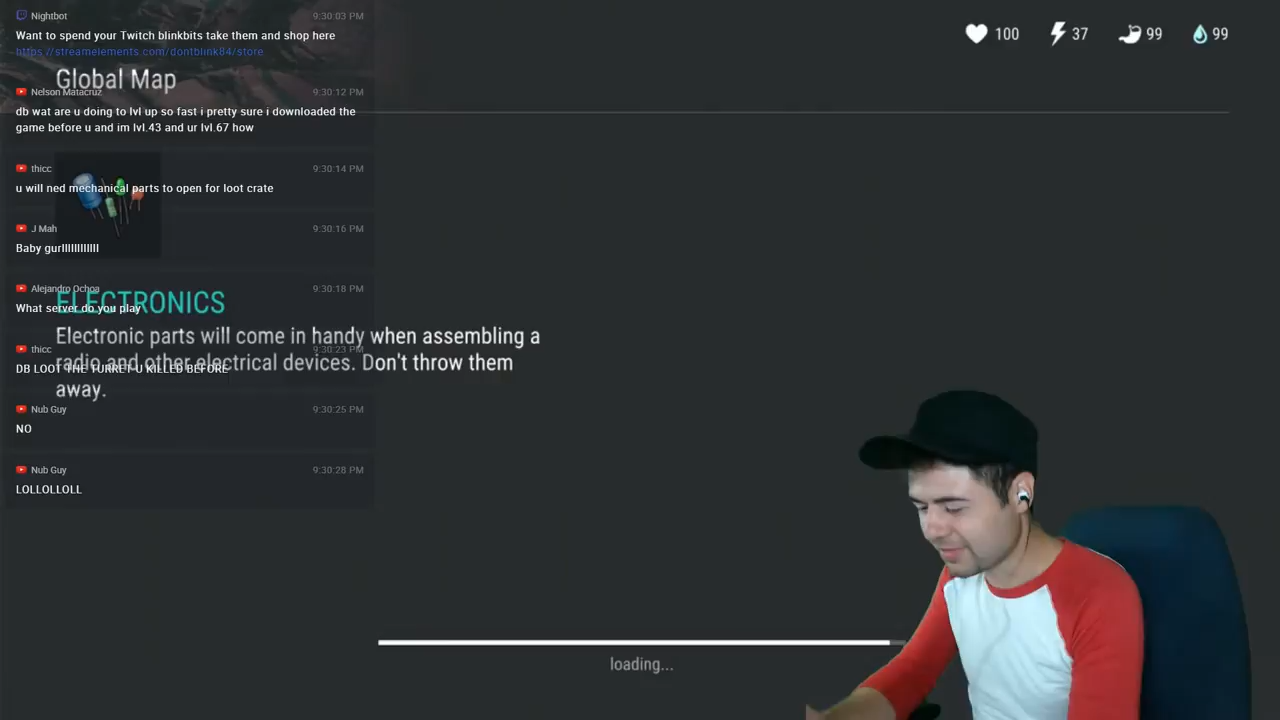 Nightbot 9:30:03 PM
Want to spend your Twitch blinkbits take them and shop here
https://streamelements.com/dontblink84/store
Global Map
100 37 99 99
Nelson Matacruz 9:30:12 PM
db wat are u doing to lvl up so fast i pretty sure i downloaded the
game before u and im lvl.43 and ur lvl.67 how
thicc 9:30:14 PM
u will ned mechanical parts to open for loot crate
J Mah 9:30:16 PM
Baby gurllllllllllll
Alejandro Ochoa 9:30:18 PM
ELECTRONICS
What server do you play
Electronic parts will come in handy when assembling a
thicc 9:30:23 PM
radio and other electrical devices. Don't throw them
DB LOOT THE TURRET U KILLED BEFORE
away.
Nub Guy 9:30:25 PM
NO
Nub Guy 9:30:28 PM
LOLLOLLOLL
loading...